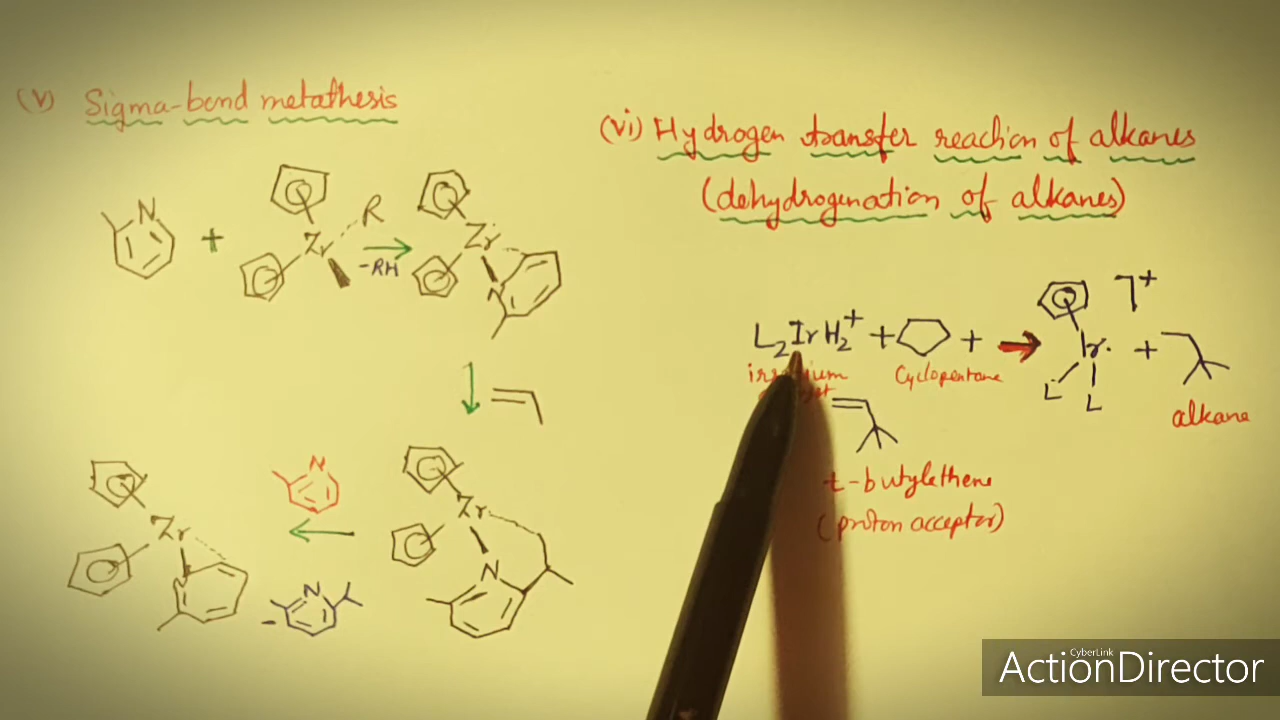 (v) Sigma-bond metathesis
(vi) Hydrogen transfer reaction of alkanes
(dehydrogenation of alkanes)
N
+
Zr
R
-RH
Zr
N
L2IrH2+ + +
Cyclopentane
Ir
L
L
7+
+
alkane
t-butylethene
(proton acceptor)
N
Zr
N
Zr
-
N
CyberLink
ActionDirector